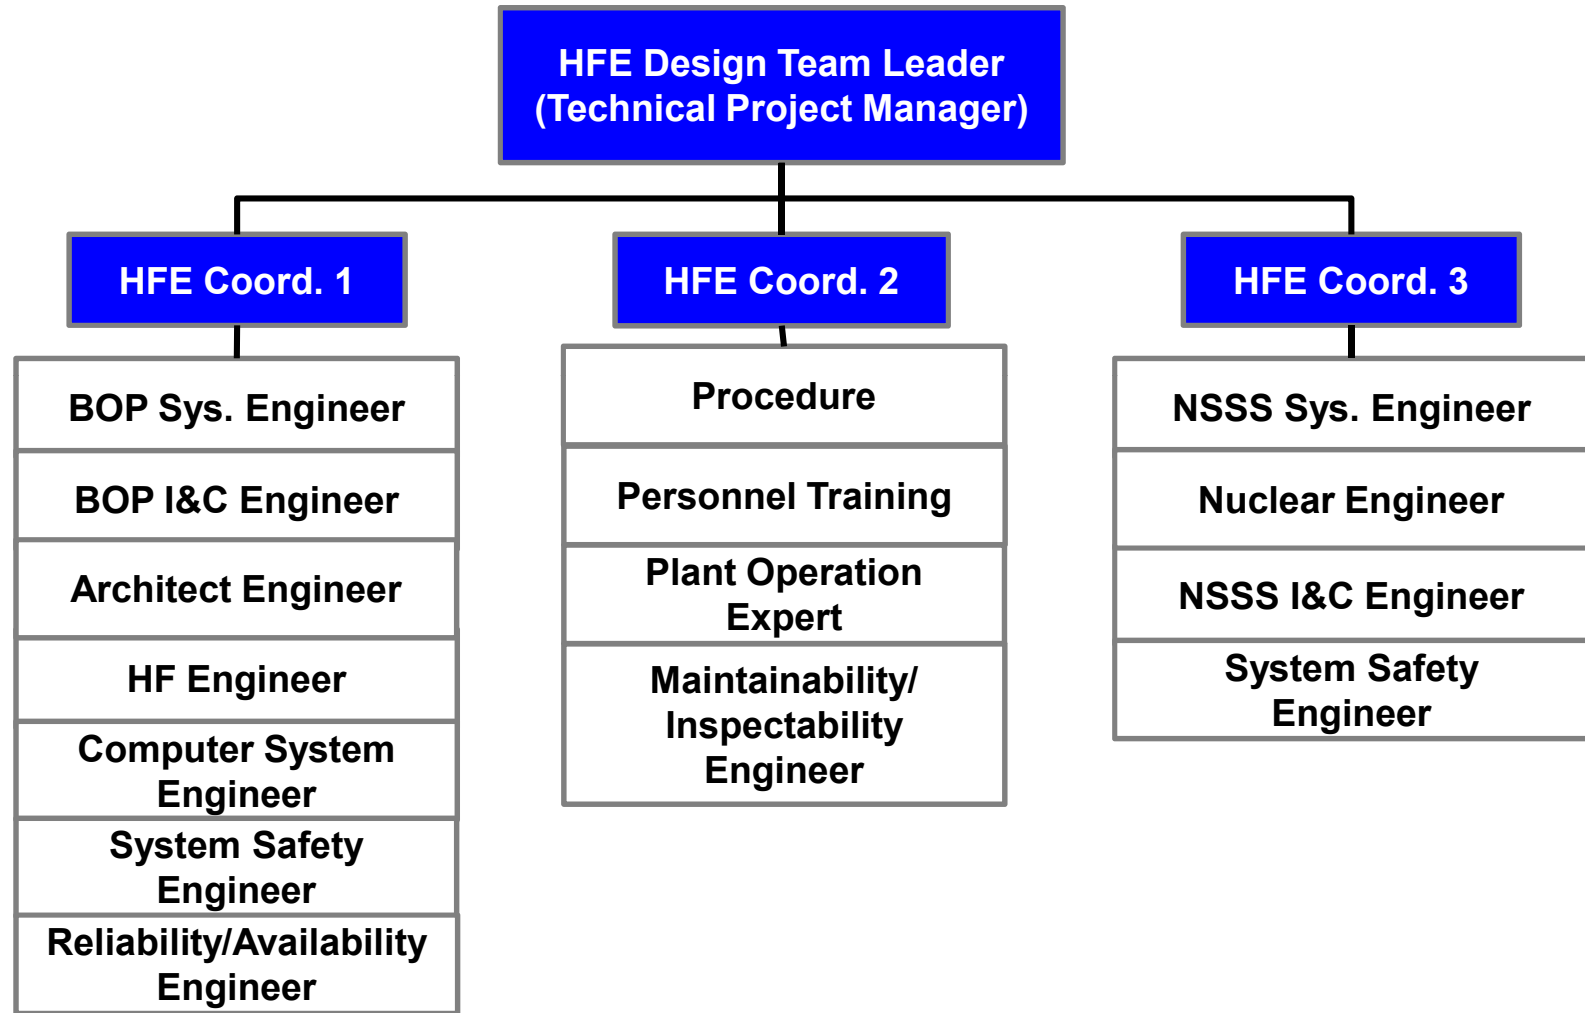 HFE Design Team Leader
(Technical Project Manager)
HFE Coord. 1
HFE Coord. 2
HFE Coord. 3
BOP Sys. Engineer
BOP I&C Engineer
Architect Engineer
HF Engineer
Computer System
Engineer
System Safety
Engineer
Reliability/Availability
Engineer
Procedure
Personnel Training
Plant Operation
Expert
Maintainability/
Inspectability
Engineer
NSSS Sys. Engineer
Nuclear Engineer
NSSS I&C Engineer
System Safety
Engineer